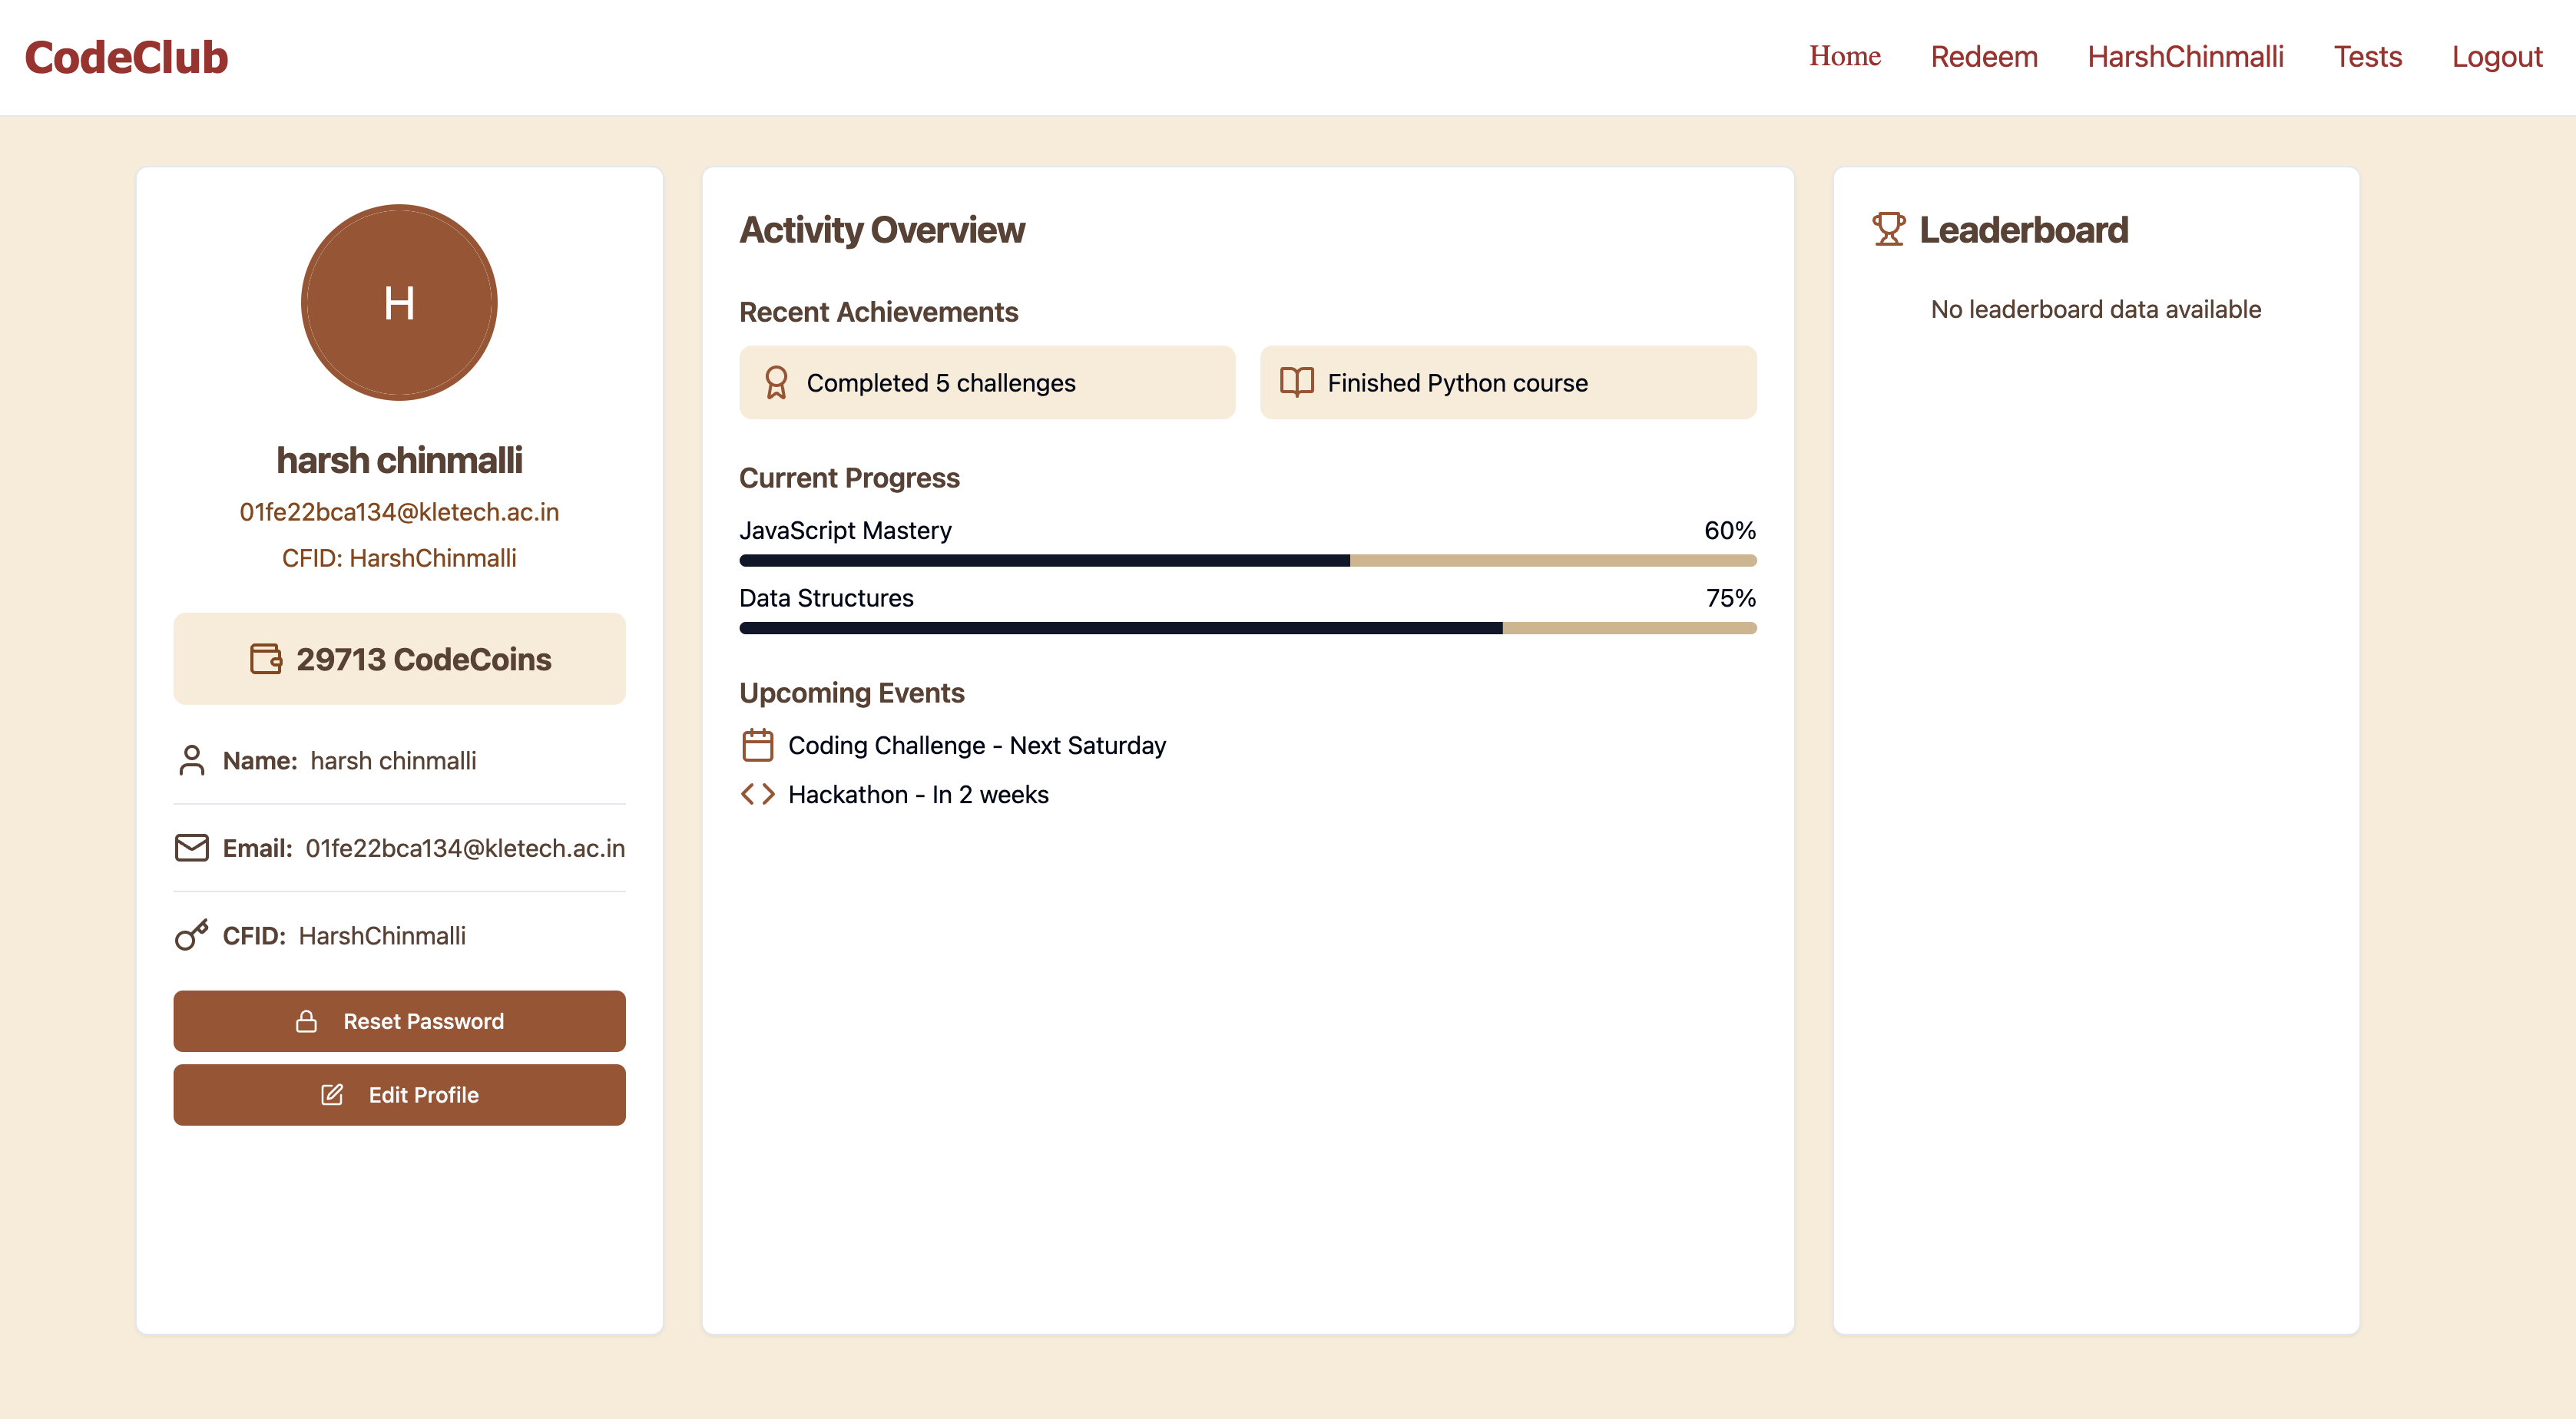 CodeClub
Home Redeem HarshChinmalli Tests Logout
H
harsh chinmalli
01fe22bca134@kletech.ac.in
CFID: HarshChinmalli
29713 CodeCoins
Name: harsh chinmalli
Email: 01fe22bca134@kletech.ac.in
CFID: HarshChinmalli
Reset Password
Edit Profile
Activity Overview
Recent Achievements
Completed 5 challenges
Finished Python course
Current Progress
JavaScript Mastery 60%
Data Structures 75%
Upcoming Events
Coding Challenge - Next Saturday
Hackathon - In 2 weeks
Leaderboard
No leaderboard data available